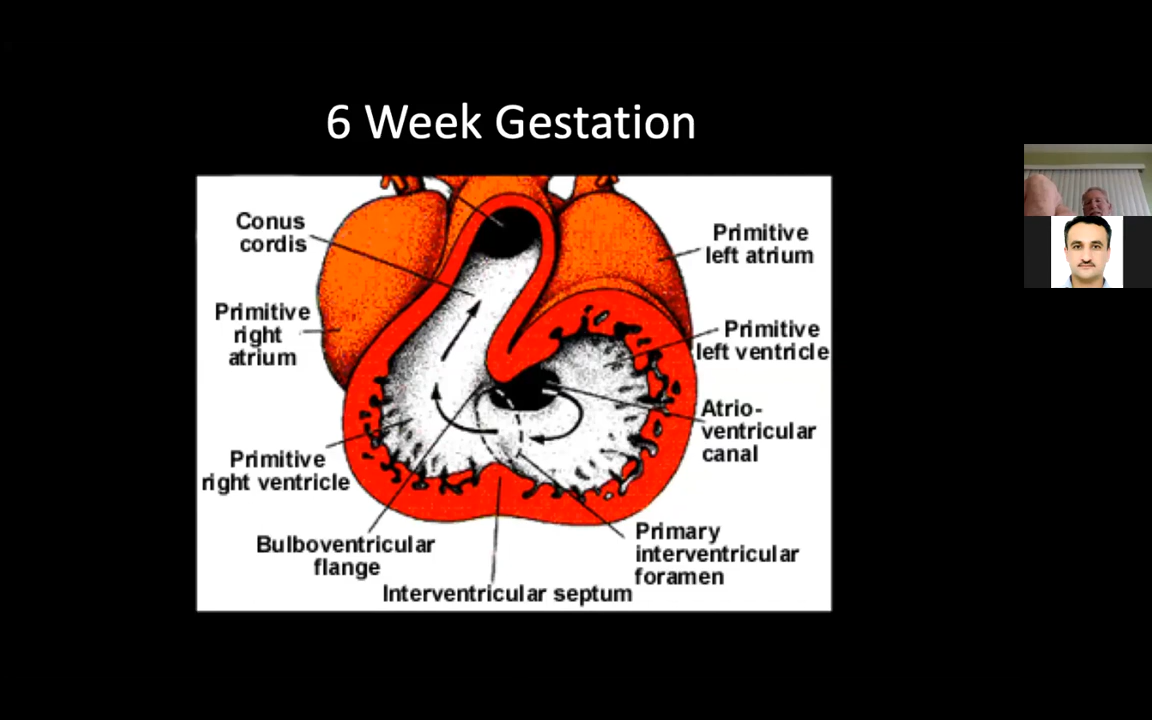 6 Week Gestation
Conus
cordis
Primitive
left atrium
Primitive
right
atrium
Primitive
left ventricle
Atrio-
ventricular
canal
Primitive
right ventricle
Bulboventricular
flange
Primary
interventricular
foramen
Interventricular septum